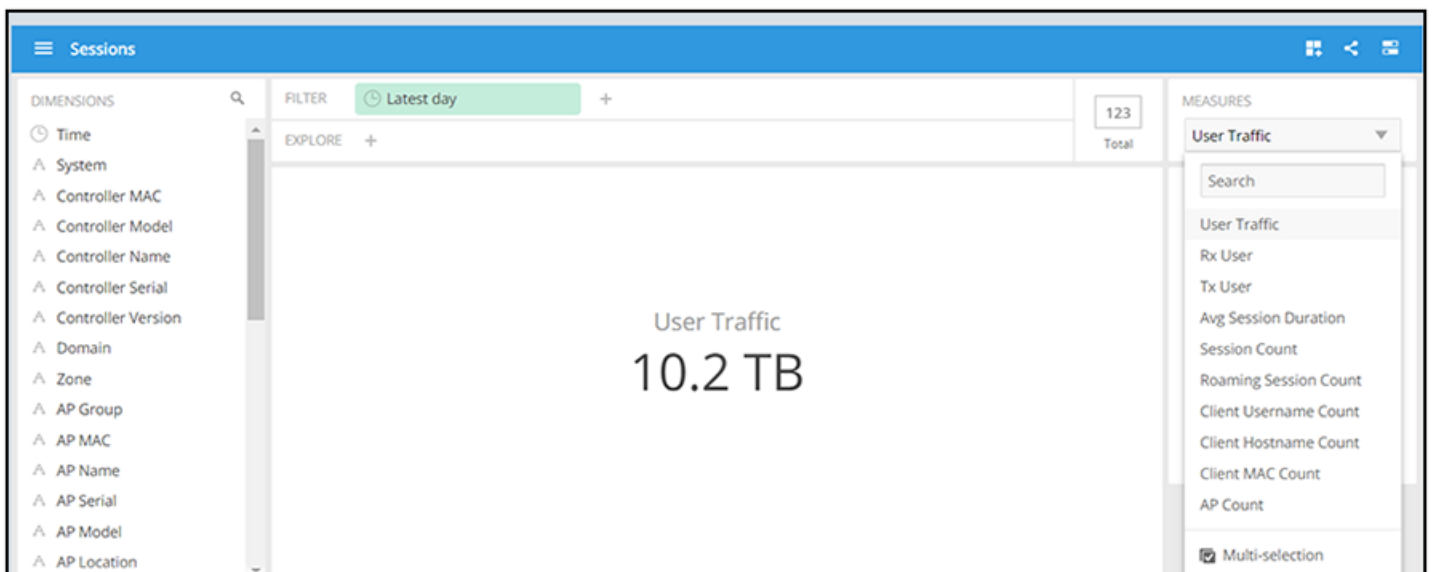 Sessions
DIMENSIONS
Time
System
Controller MAC
Controller Model
Controller Name
Controller Serial
Controller Version
Domain
Zone
AP Group
AP MAC
AP Name
AP Serial
AP Model
AP Location
FILTER
Latest day
+
EXPLORE +
123
Total
User Traffic
10.2 TB
MEASURES
User Traffic
Search
User Traffic
Rx User
Tx User
Avg Session Duration
Session Count
Roaming Session Count
Client Username Count
Client Hostname Count
Client MAC Count
AP Count
Multi-selection